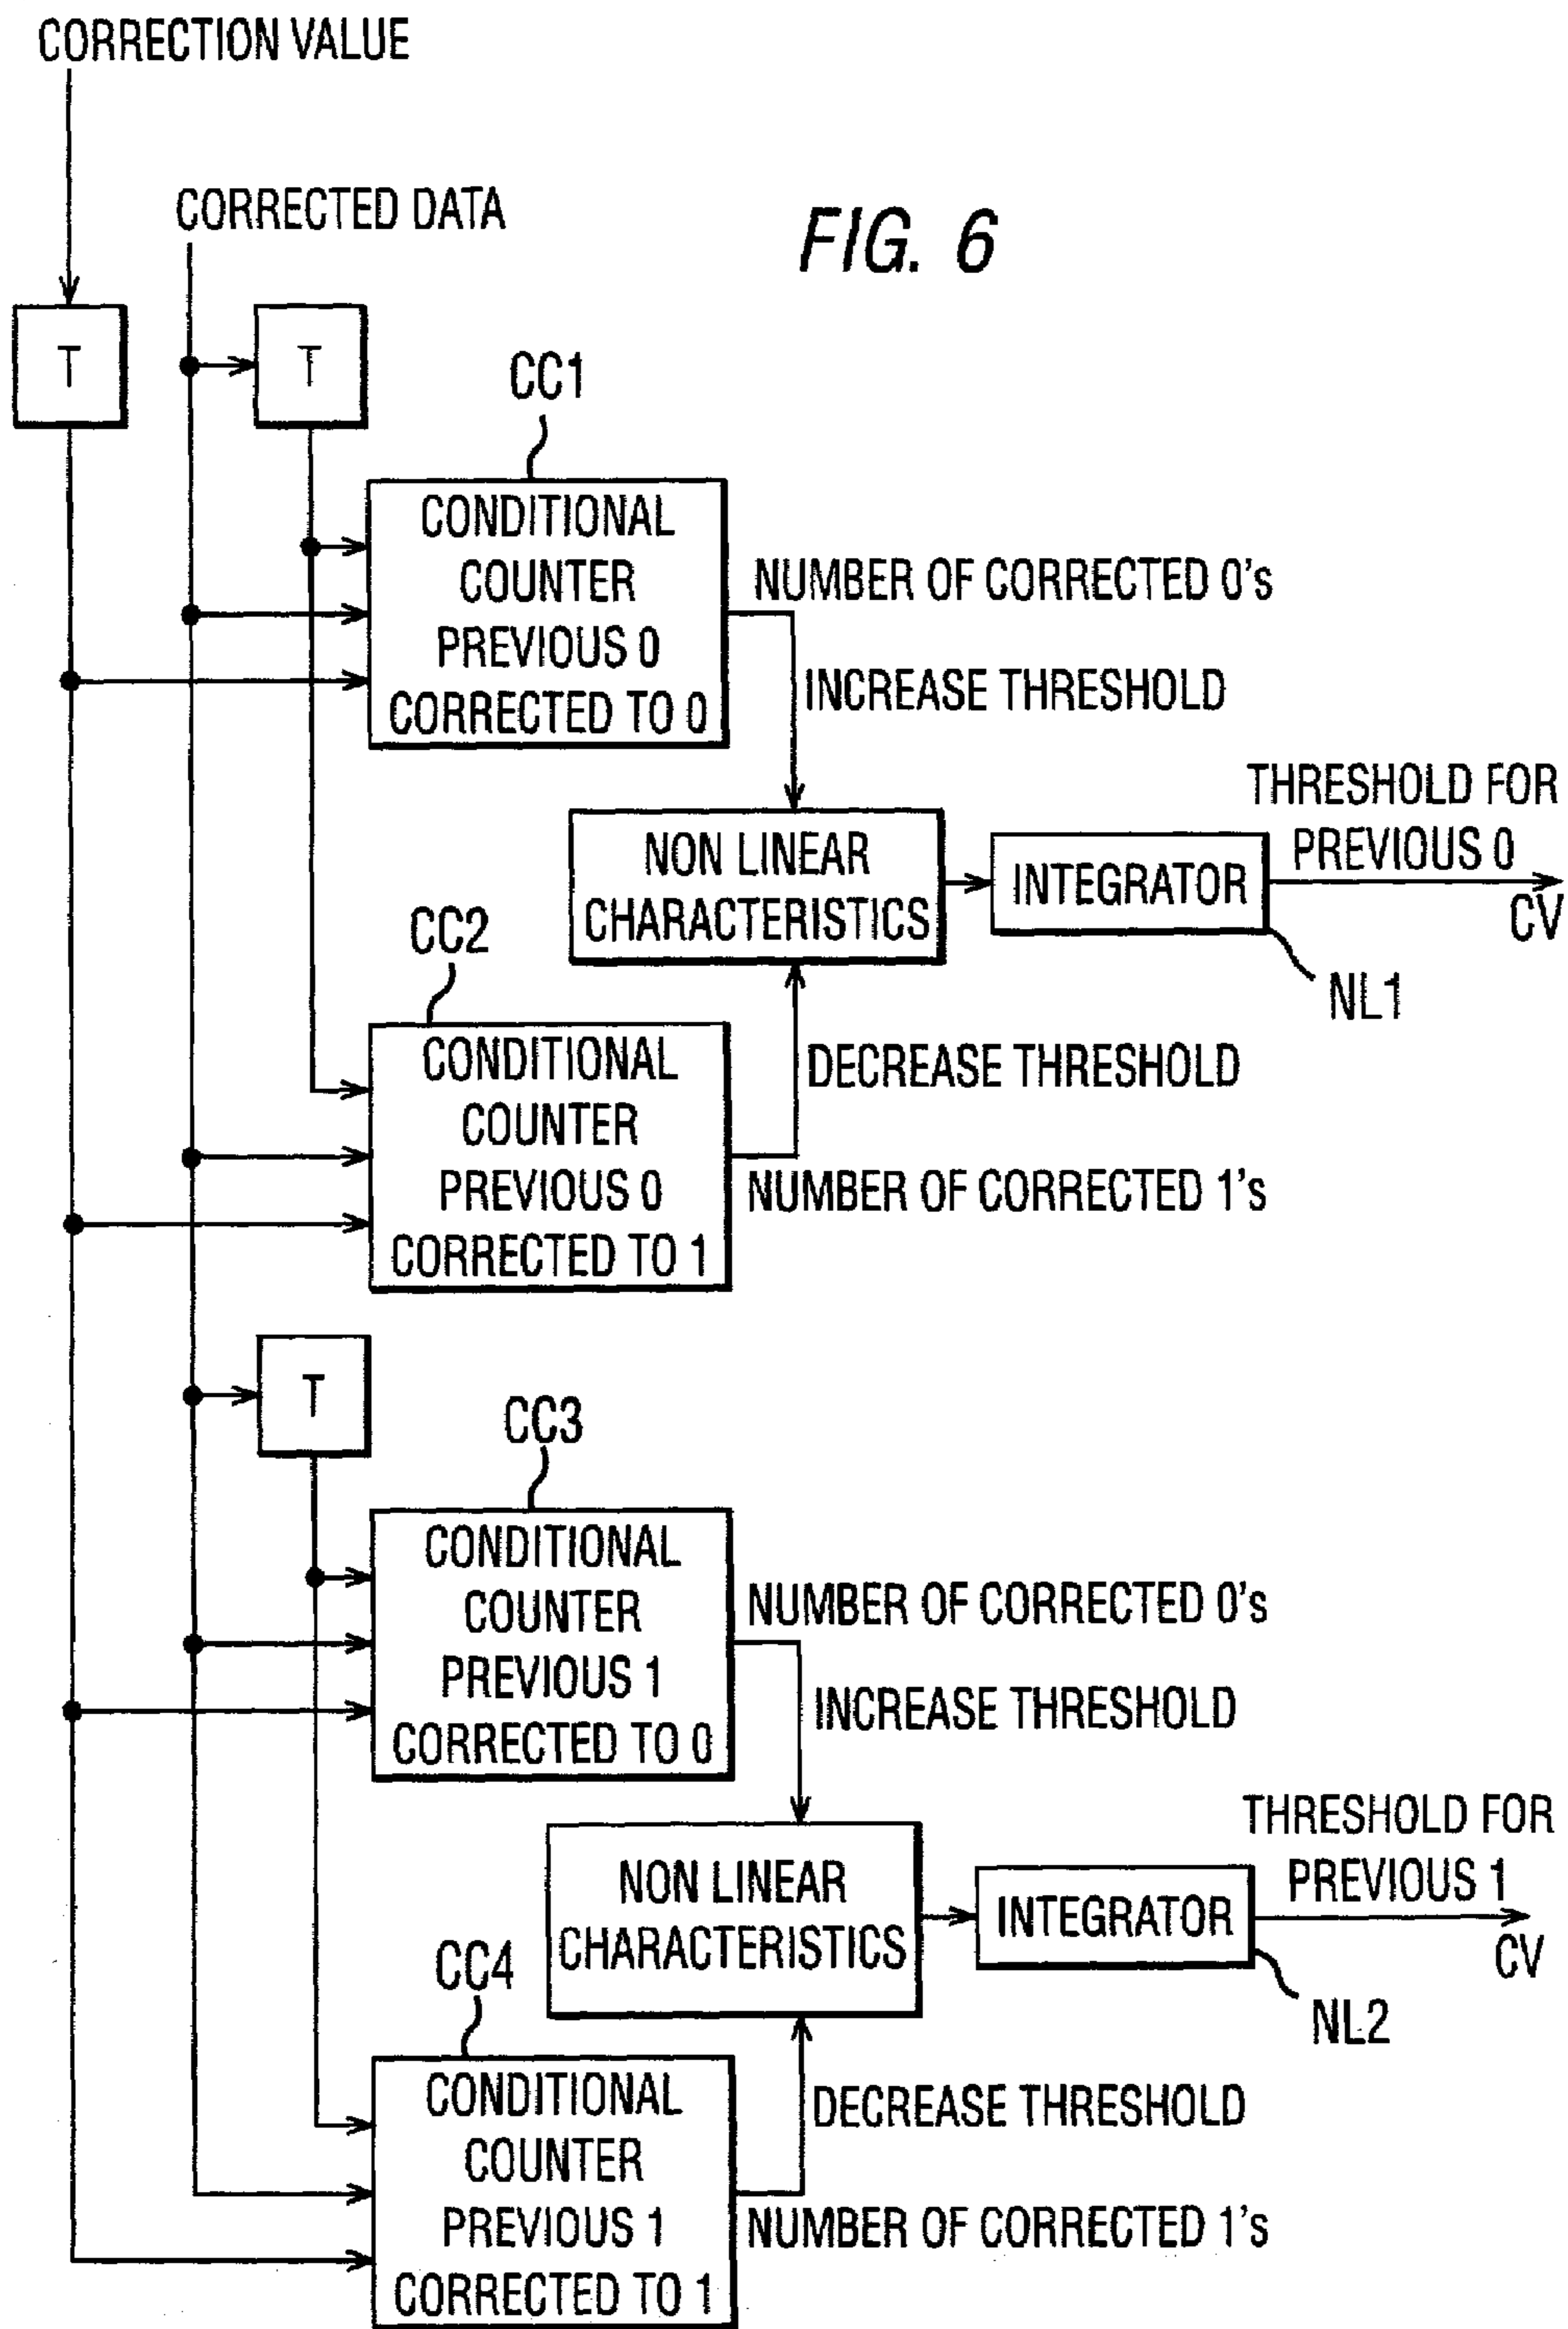 CORRECTION VALUE
CORRECTED DATA
FIG. 6
T
T
CC1
CONDITIONAL
COUNTER
PREVIOUS 0
CORRECTED TO 0
NUMBER OF CORRECTED 0's
INCREASE THRESHOLD
NON LINEAR
CHARACTERISTICS
INTEGRATOR
THRESHOLD FOR
PREVIOUS 0
CV
NL1
CC2
CONDITIONAL
COUNTER
PREVIOUS 0
CORRECTED TO 1
DECREASE THRESHOLD
NUMBER OF CORRECTED 1's
T
CC3
CONDITIONAL
COUNTER
PREVIOUS 1
CORRECTED TO 0
NUMBER OF CORRECTED 0's
INCREASE THRESHOLD
NON LINEAR
CHARACTERISTICS
INTEGRATOR
THRESHOLD FOR
PREVIOUS 1
CV
NL2
CC4
CONDITIONAL
COUNTER
PREVIOUS 1
CORRECTED TO 1
DECREASE THRESHOLD
NUMBER OF CORRECTED 1's